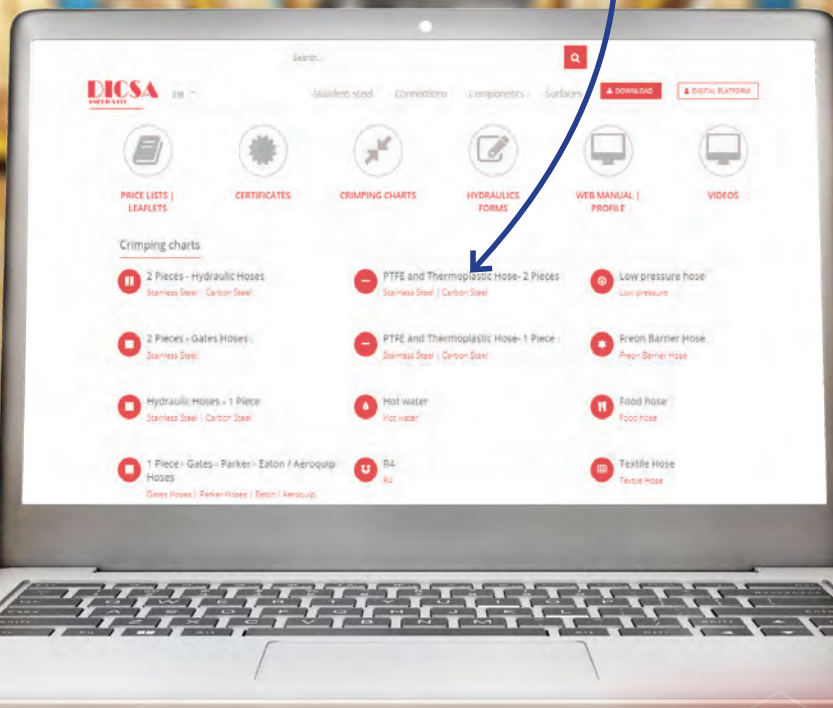 Search...
DICSA
EN
Stainless steel
Connections
Components
Surfaces
DOWNLOAD
DIGITAL PLATFORM
PRICE LISTS |
LEAFLETS
CERTIFICATES
CRIMPING CHARTS
HYDRAULICS
FORMS
WEB MANUAL |
PROFILE
VIDEOS
Crimping charts
2 Pieces - Hydraulic Hoses
Stainless Steel | Carbon Steel
PTFE and Thermoplastic Hose- 2 Pieces
Stainless Steel | Carbon Steel
Low pressure hose
Low pressure
2 Pieces - Gates Hoses
Stainless Steel
PTFE and Thermoplastic Hose- 1 Piece
Stainless Steel | Carbon Steel
Freon Barrier Hose
Freon Barrier Hose
Hydraulic Hoses - 1 Piece
Stainless Steel | Carbon Steel
Hot water
Hot water
Food hose
Food hose
1 Piece - Gates - Parker - Eaton / Aeroquip
Hoses
Gates Hoses | Parker Hoses | Eaton / Aeroquip
R4
R4
Textile Hose
Textile Hose